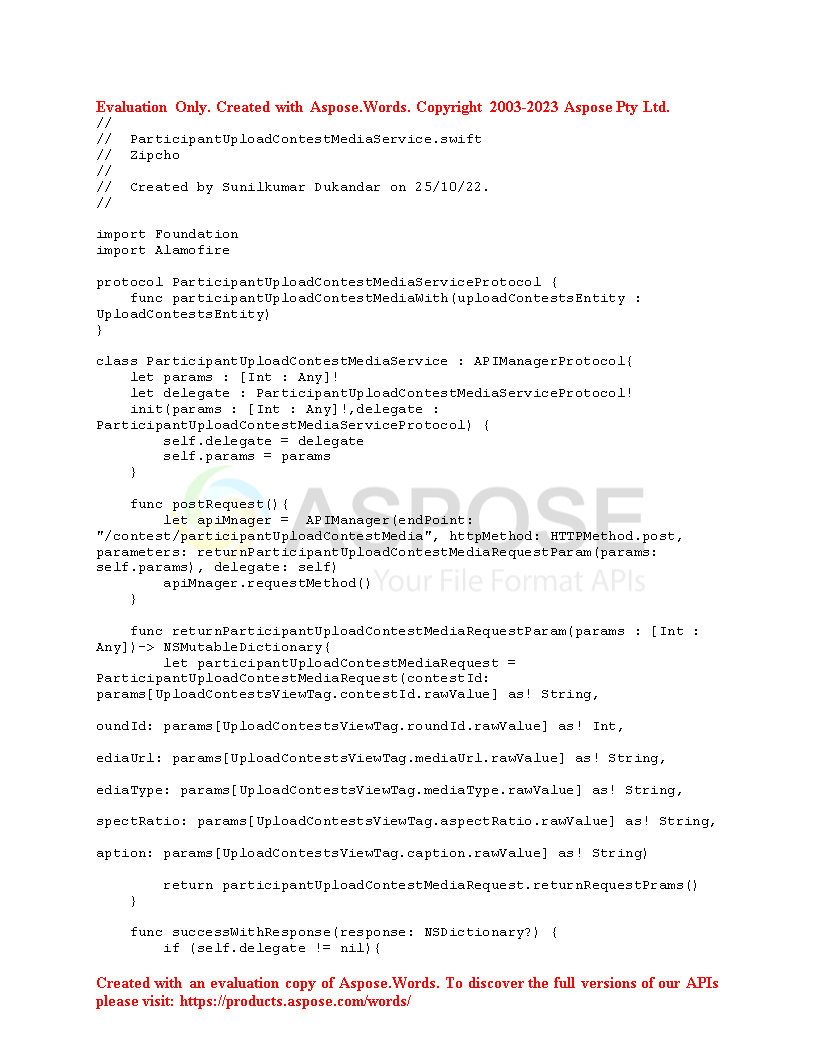 Evaluation Only. Created with Aspose.Words. Copyright 2003-2023 Aspose Pty Ltd.
//
//  ParticipantUploadContestMediaService.swift
//  Zipcho
//
//  Created by Sunilkumar Dukandar on 25/10/22.
//

import Foundation
import Alamofire

protocol ParticipantUploadContestMediaServiceProtocol {
    func participantUploadContestMediaWith(uploadContestsEntity :
UploadContestsEntity)
}

class ParticipantUploadContestMediaService : APIManagerProtocol{
    let params : [Int : Any]!
    let delegate : ParticipantUploadContestMediaServiceProtocol!
    init(params : [Int : Any]!,delegate :
ParticipantUploadContestMediaServiceProtocol) {
        self.delegate = delegate
        self.params = params
    }

    func postRequest(){
        let apiMnager =  APIManager(endPoint:
"/contest/participantUploadContestMedia", httpMethod: HTTPMethod.post,
parameters: returnParticipantUploadContestMediaRequestParam(params:
self.params), delegate: self)
        apiMnager.requestMethod()
    }

    func returnParticipantUploadContestMediaRequestParam(params : [Int :
Any])-> NSMutableDictionary{
        let participantUploadContestMediaRequest =
ParticipantUploadContestMediaRequest(contestId:
params[UploadContestsViewTag.contestId.rawValue] as! String,

oundId: params[UploadContestsViewTag.roundId.rawValue] as! Int,

ediaUrl: params[UploadContestsViewTag.mediaUrl.rawValue] as! String,

ediaType: params[UploadContestsViewTag.mediaType.rawValue] as! String,

spectRatio: params[UploadContestsViewTag.aspectRatio.rawValue] as! String,

aption: params[UploadContestsViewTag.caption.rawValue] as! String)

        return participantUploadContestMediaRequest.returnRequestPrams()
    }

    func successWithResponse(response: NSDictionary?) {
        if (self.delegate != nil){

ASPOSE
Your File Format APIs

Created with an evaluation copy of Aspose.Words. To discover the full versions of our APIs
please visit: https://products.aspose.com/words/